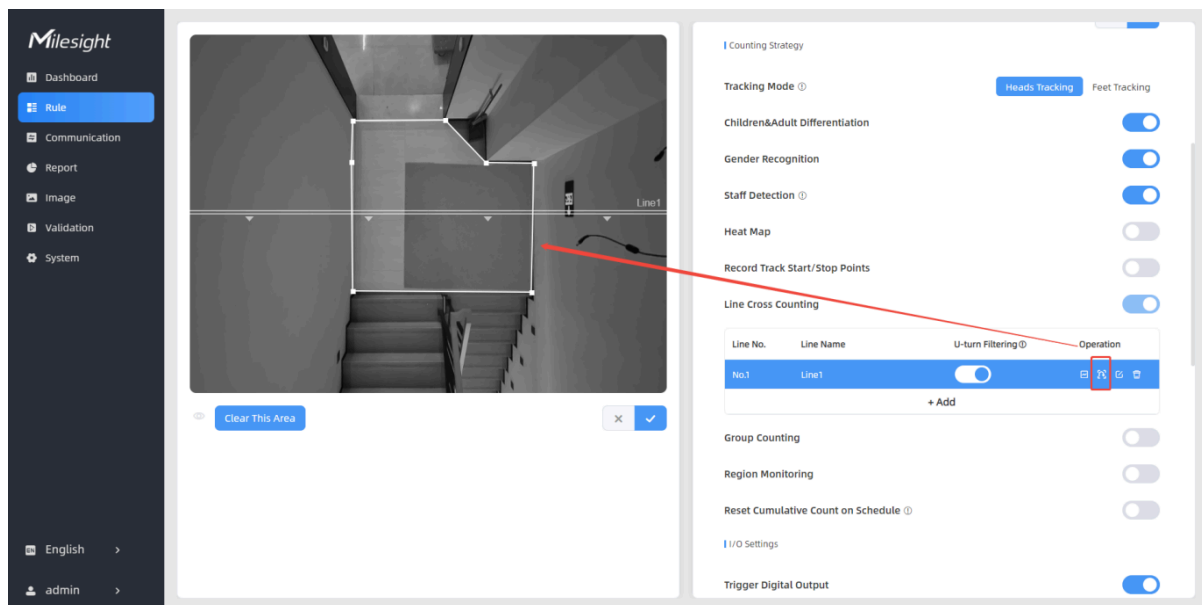 Milesight
Dashboard
Rule
Communication
Report
Image
Validation
System
English
admin
Line1
Clear This Area
Counting Strategy
Tracking Mode
Heads Tracking
Feet Tracking
Children&Adult Differentiation
Gender Recognition
Staff Detection
Heat Map
Record Track Start/Stop Points
Line Cross Counting
Line No. Line Name U-turn Filtering Operation
No.1 Line1
+ Add
Group Counting
Region Monitoring
Reset Cumulative Count on Schedule
I/O Settings
Trigger Digital Output